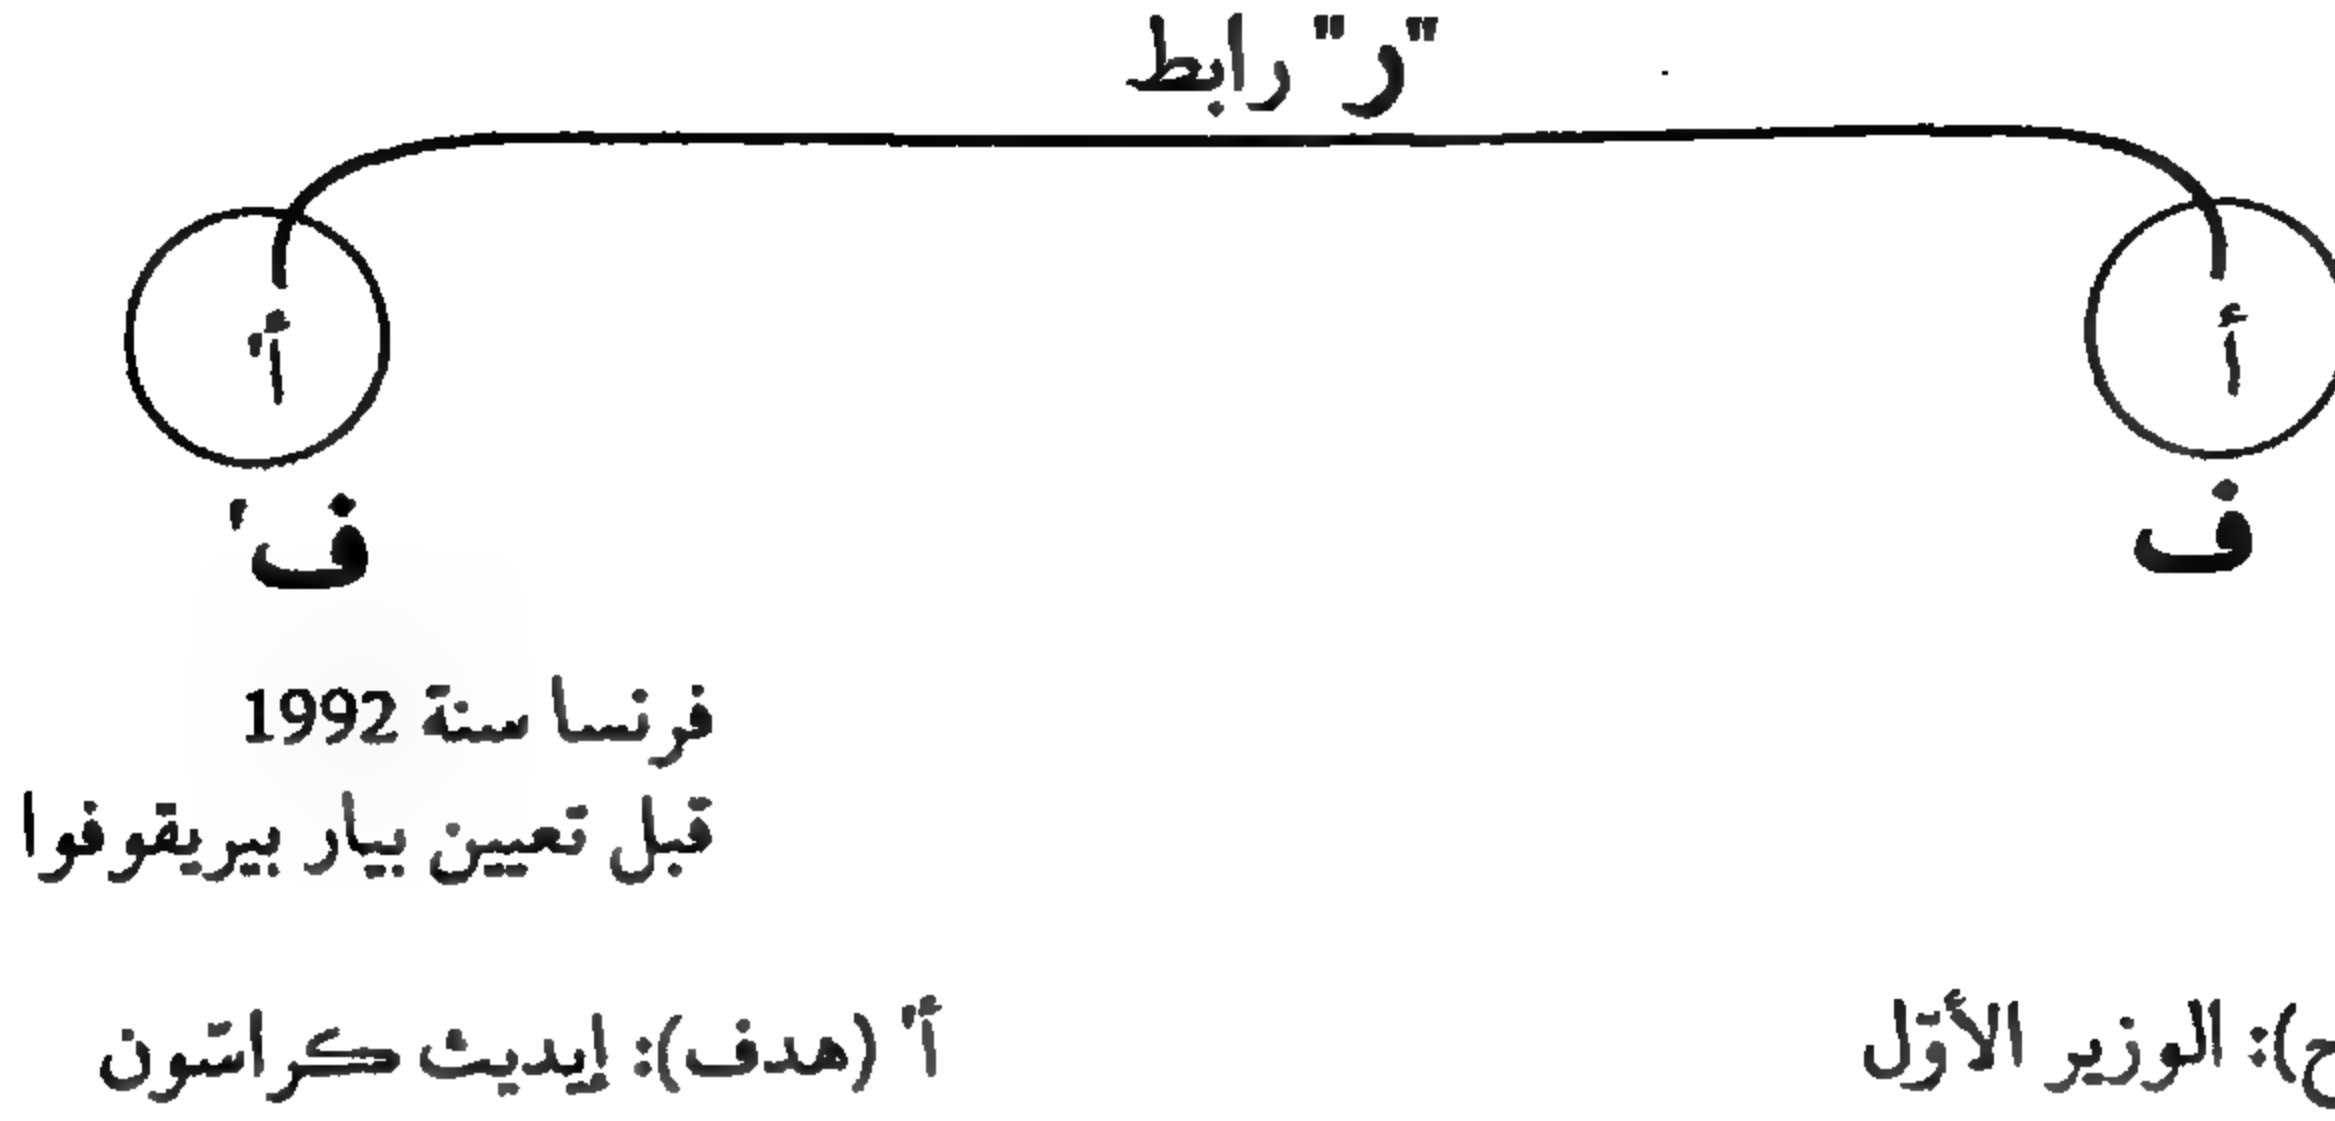 "ر" رابط
أ
أ'
ف
ف'
فرنسا سنة 1992
قبل تعيين بيار بيريقوفوا
ح): الوزير الأوّل
أ' (هدف): إيديث كراسّون